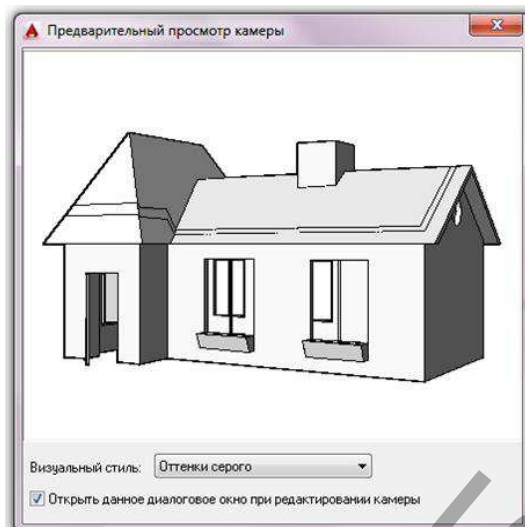 Предварительный просмотр камеры
Визуальный стиль: Оттенки серого
Открыть данное диалоговое окно при редактировании камеры